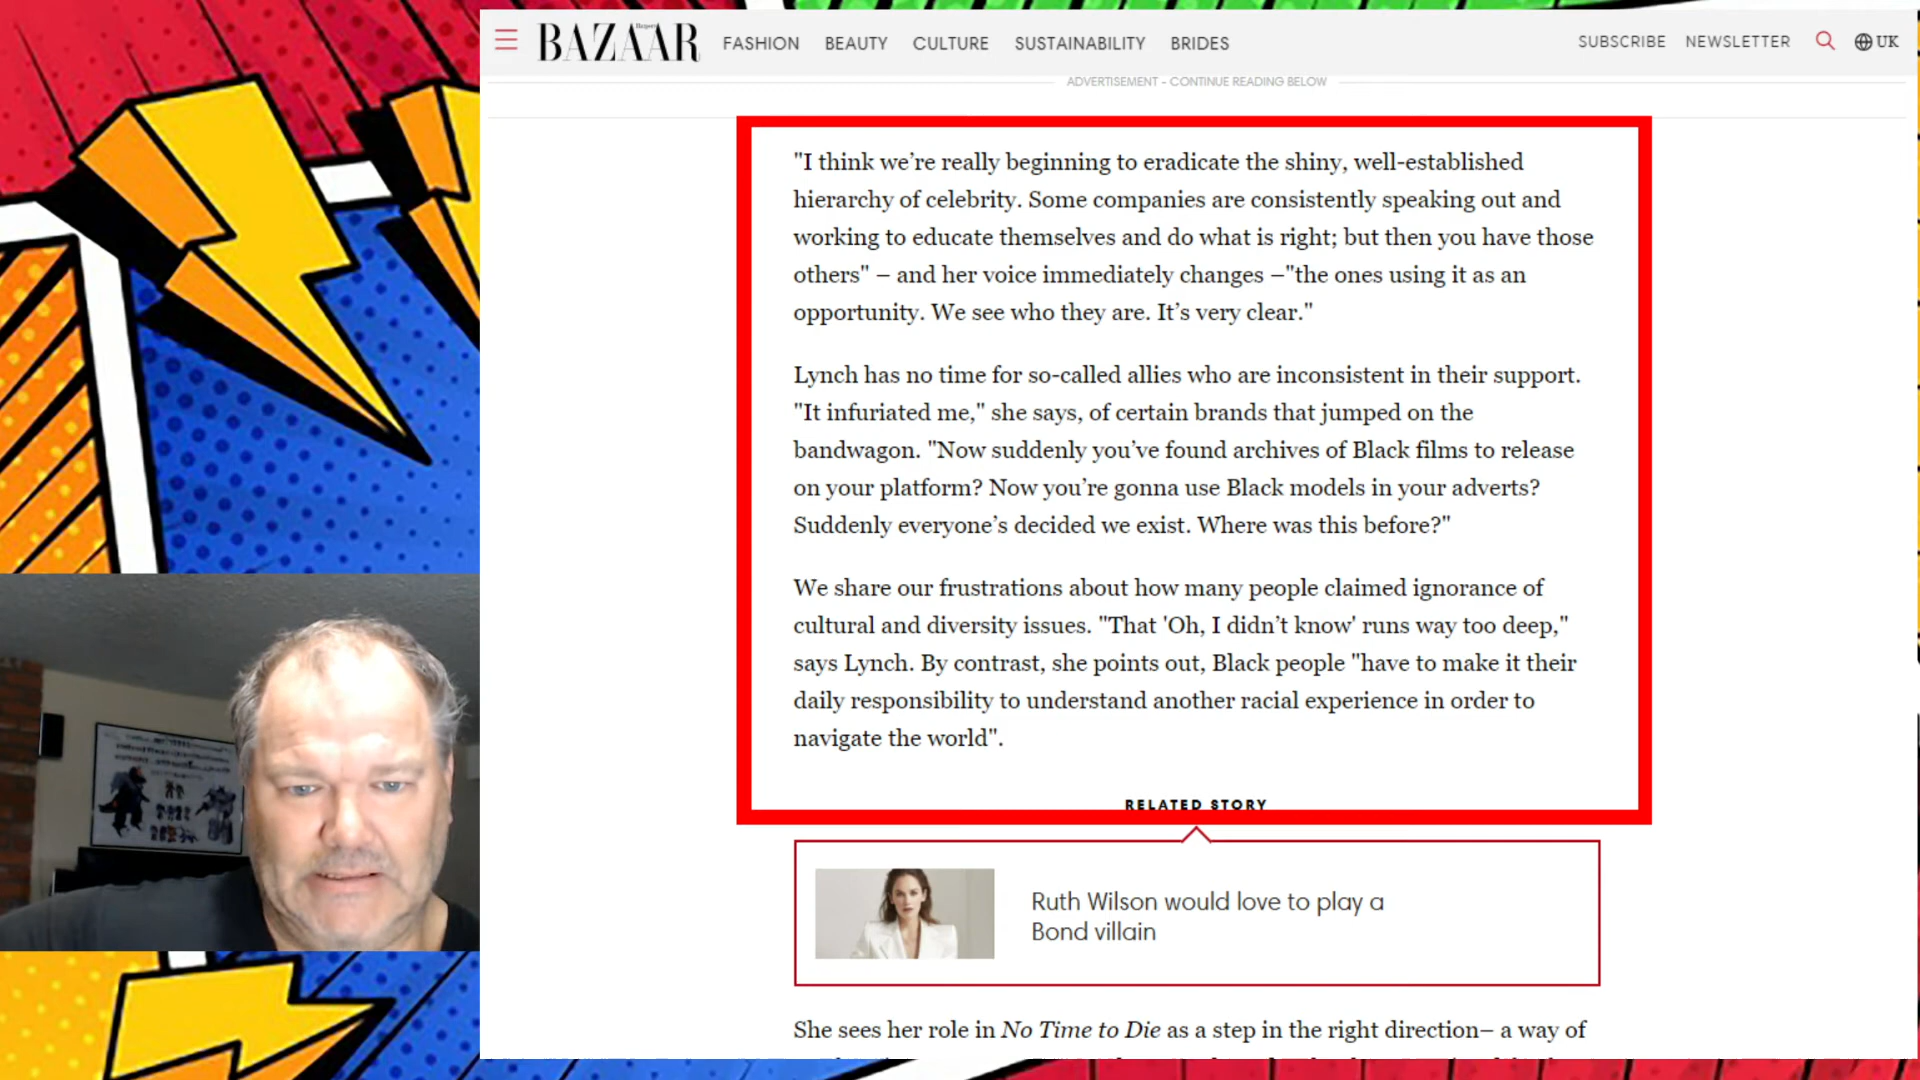 Harper's
BAZAAR
FASHION BEAUTY CULTURE SUSTAINABILITY BRIDES
SUBSCRIBE NEWSLETTER UK
ADVERTISEMENT - CONTINUE READING BELOW
"I think we’re really beginning to eradicate the shiny, well-established
hierarchy of celebrity. Some companies are consistently speaking out and
working to educate themselves and do what is right; but then you have those
others" – and her voice immediately changes –"the ones using it as an
opportunity. We see who they are. It’s very clear."
Lynch has no time for so-called allies who are inconsistent in their support.
"It infuriated me," she says, of certain brands that jumped on the
bandwagon. "Now suddenly you’ve found archives of Black films to release
on your platform? Now you’re gonna use Black models in your adverts?
Suddenly everyone’s decided we exist. Where was this before?"
We share our frustrations about how many people claimed ignorance of
cultural and diversity issues. "That 'Oh, I didn’t know' runs way too deep,"
says Lynch. By contrast, she points out, Black people "have to make it their
daily responsibility to understand another racial experience in order to
navigate the world".
RELATED STORY
Ruth Wilson would love to play a
Bond villain
She sees her role in No Time to Die as a step in the right direction– a way of